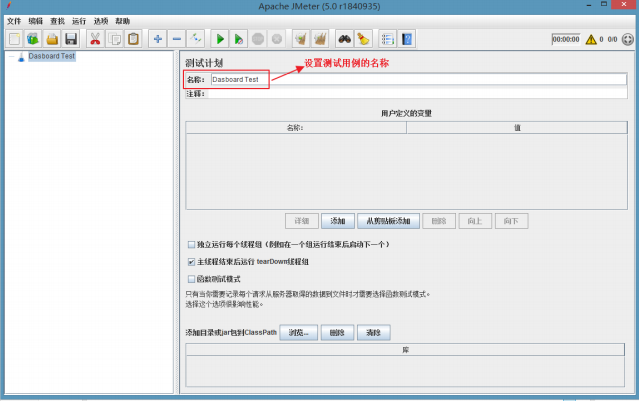 Apache JMeter (5.0 r1840935)
文件 编辑 查找 运行 选项 帮助
00:00:00 0 0/0
Dasboard Test
测试计划
设置测试用例的名称
名称： Dasboard Test
注释：
用户定义的变量
名称： 值
详细 添加 从剪贴板添加 删除 向上 向下
独立运行每个线程组（例如在一个组运行结束后启动下一个）
主线程结束后运行 tearDown线程组
函数测试模式
只有当你需要记录每个请求从服务器取得的数据到文件时才需要选择函数测试模式。
选择这个选项很影响性能。
添加目录或jar包到ClassPath 浏览... 删除 清除
库